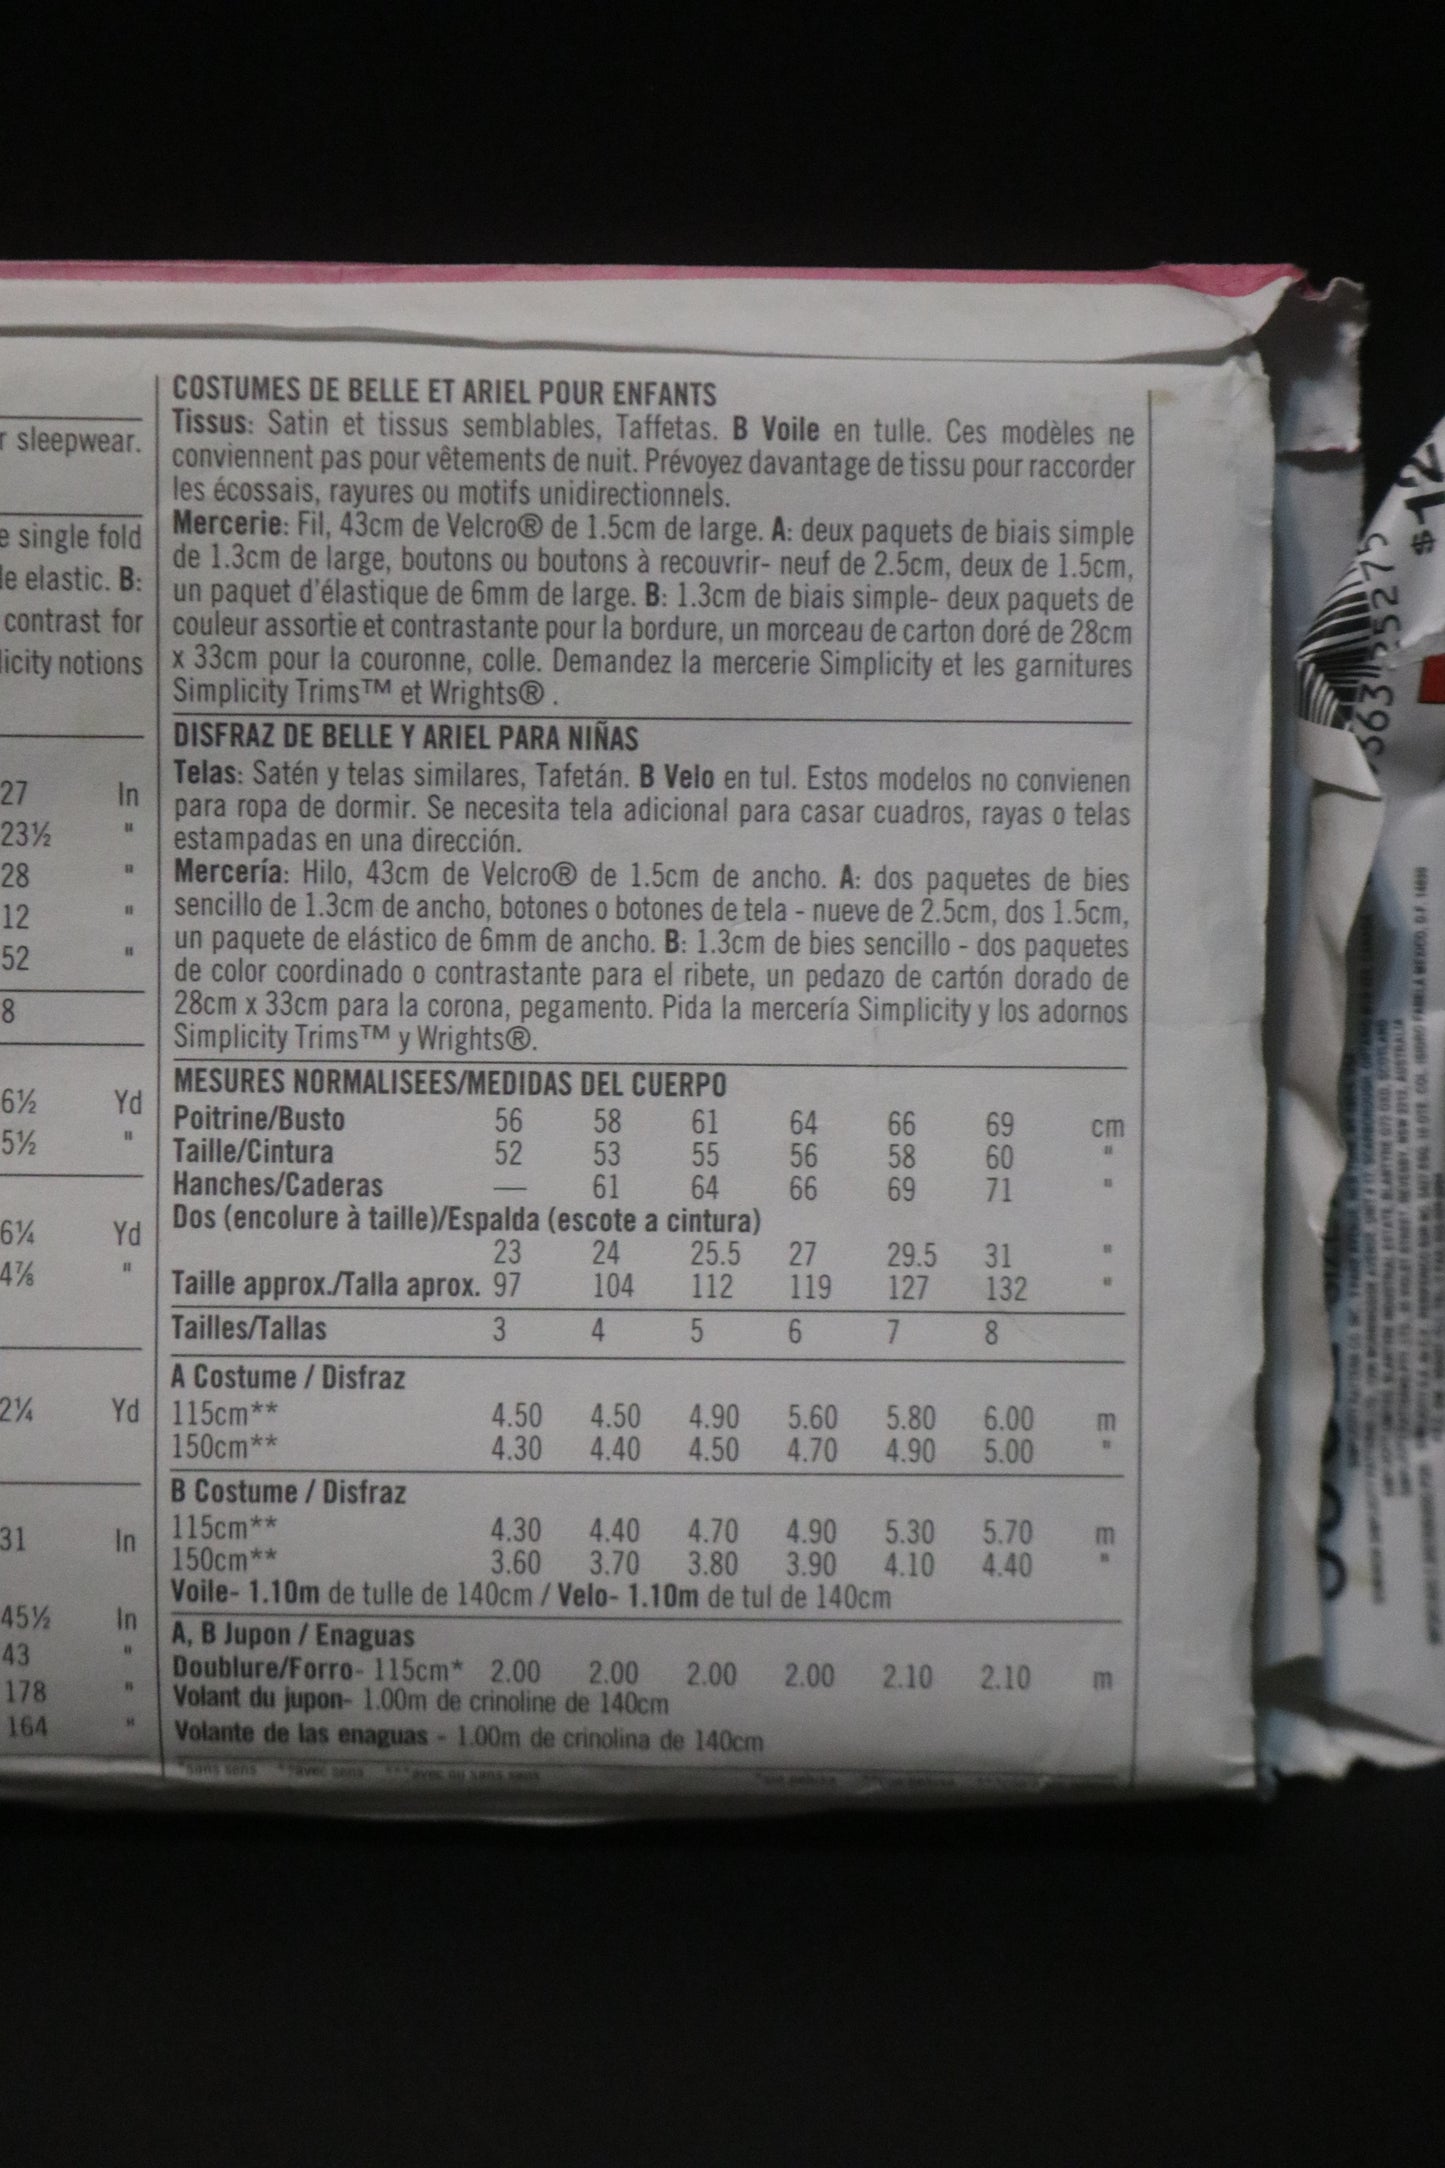 r sleepwear.
e single fold
le elastic. B:
contrast for
licity notions
27 In
23½ "
28 "
12 "
52 "
8
6½ Yd
5½ "
6¼ Yd
4⅞ "
2¼ Yd
31 In
45½ In
43 "
178 "
164 "
COSTUMES DE BELLE ET ARIEL POUR ENFANTS
Tissus: Satin et tissus semblables, Taffetas. B Voile en tulle. Ces modèles ne
conviennent pas pour vêtements de nuit. Prévoyez davantage de tissu pour raccorder
les écossais, rayures ou motifs unidirectionnels.
Mercerie: Fil, 43cm de Velcro® de 1.5cm de large. A: deux paquets de biais simple
de 1.3cm de large, boutons ou boutons à recouvrir- neuf de 2.5cm, deux de 1.5cm,
un paquet d'élastique de 6mm de large. B: 1.3cm de biais simple- deux paquets de
couleur assortie et contrastante pour la bordure, un morceau de carton doré de 28cm
x 33cm pour la couronne, colle. Demandez la mercerie Simplicity et les garnitures
Simplicity Trims™ et Wrights® .
DISFRAZ DE BELLE Y ARIEL PARA NIÑAS
Telas: Satén y telas similares, Tafetán. B Velo en tul. Estos modelos no convienen
para ropa de dormir. Se necesita tela adicional para casar cuadros, rayas o telas
estampadas en una dirección.
Mercería: Hilo, 43cm de Velcro® de 1.5cm de ancho. A: dos paquetes de bies
sencillo de 1.3cm de ancho, botones o botones de tela - nueve de 2.5cm, dos 1.5cm,
un paquete de elástico de 6mm de ancho. B: 1.3cm de bies sencillo - dos paquetes
de color coordinado o contrastante para el ribete, un pedazo de cartón dorado de
28cm x 33cm para la corona, pegamento. Pida la mercería Simplicity y los adornos
Simplicity Trims™ y Wrights®.
MESURES NORMALISEES/MEDIDAS DEL CUERPO
Poitrine/Busto 56 58 61 64 66 69 cm
Taille/Cintura 52 53 55 56 58 60 "
Hanches/Caderas — 61 64 66 69 71 "
Dos (encolure à taille)/Espalda (escote a cintura)
23 24 25.5 27 29.5 31 "
Taille approx./Talla aprox. 97 104 112 119 127 132 "
Tailles/Tallas 3 4 5 6 7 8
A Costume / Disfraz
115cm** 4.50 4.50 4.90 5.60 5.80 6.00 m
150cm** 4.30 4.40 4.50 4.70 4.90 5.00 "
B Costume / Disfraz
115cm** 4.30 4.40 4.70 4.90 5.30 5.70 m
150cm** 3.60 3.70 3.80 3.90 4.10 4.40 "
Voile- 1.10m de tulle de 140cm / Velo- 1.10m de tul de 140cm
A, B Jupon / Enaguas
Doublure/Forro- 115cm* 2.00 2.00 2.00 2.00 2.10 2.10 m
Volant du jupon- 1.00m de crinoline de 140cm
Volante de las enaguas - 1.00m de crinolina de 140cm
*sans sens **avec sens ***avec ou sans sens
$12